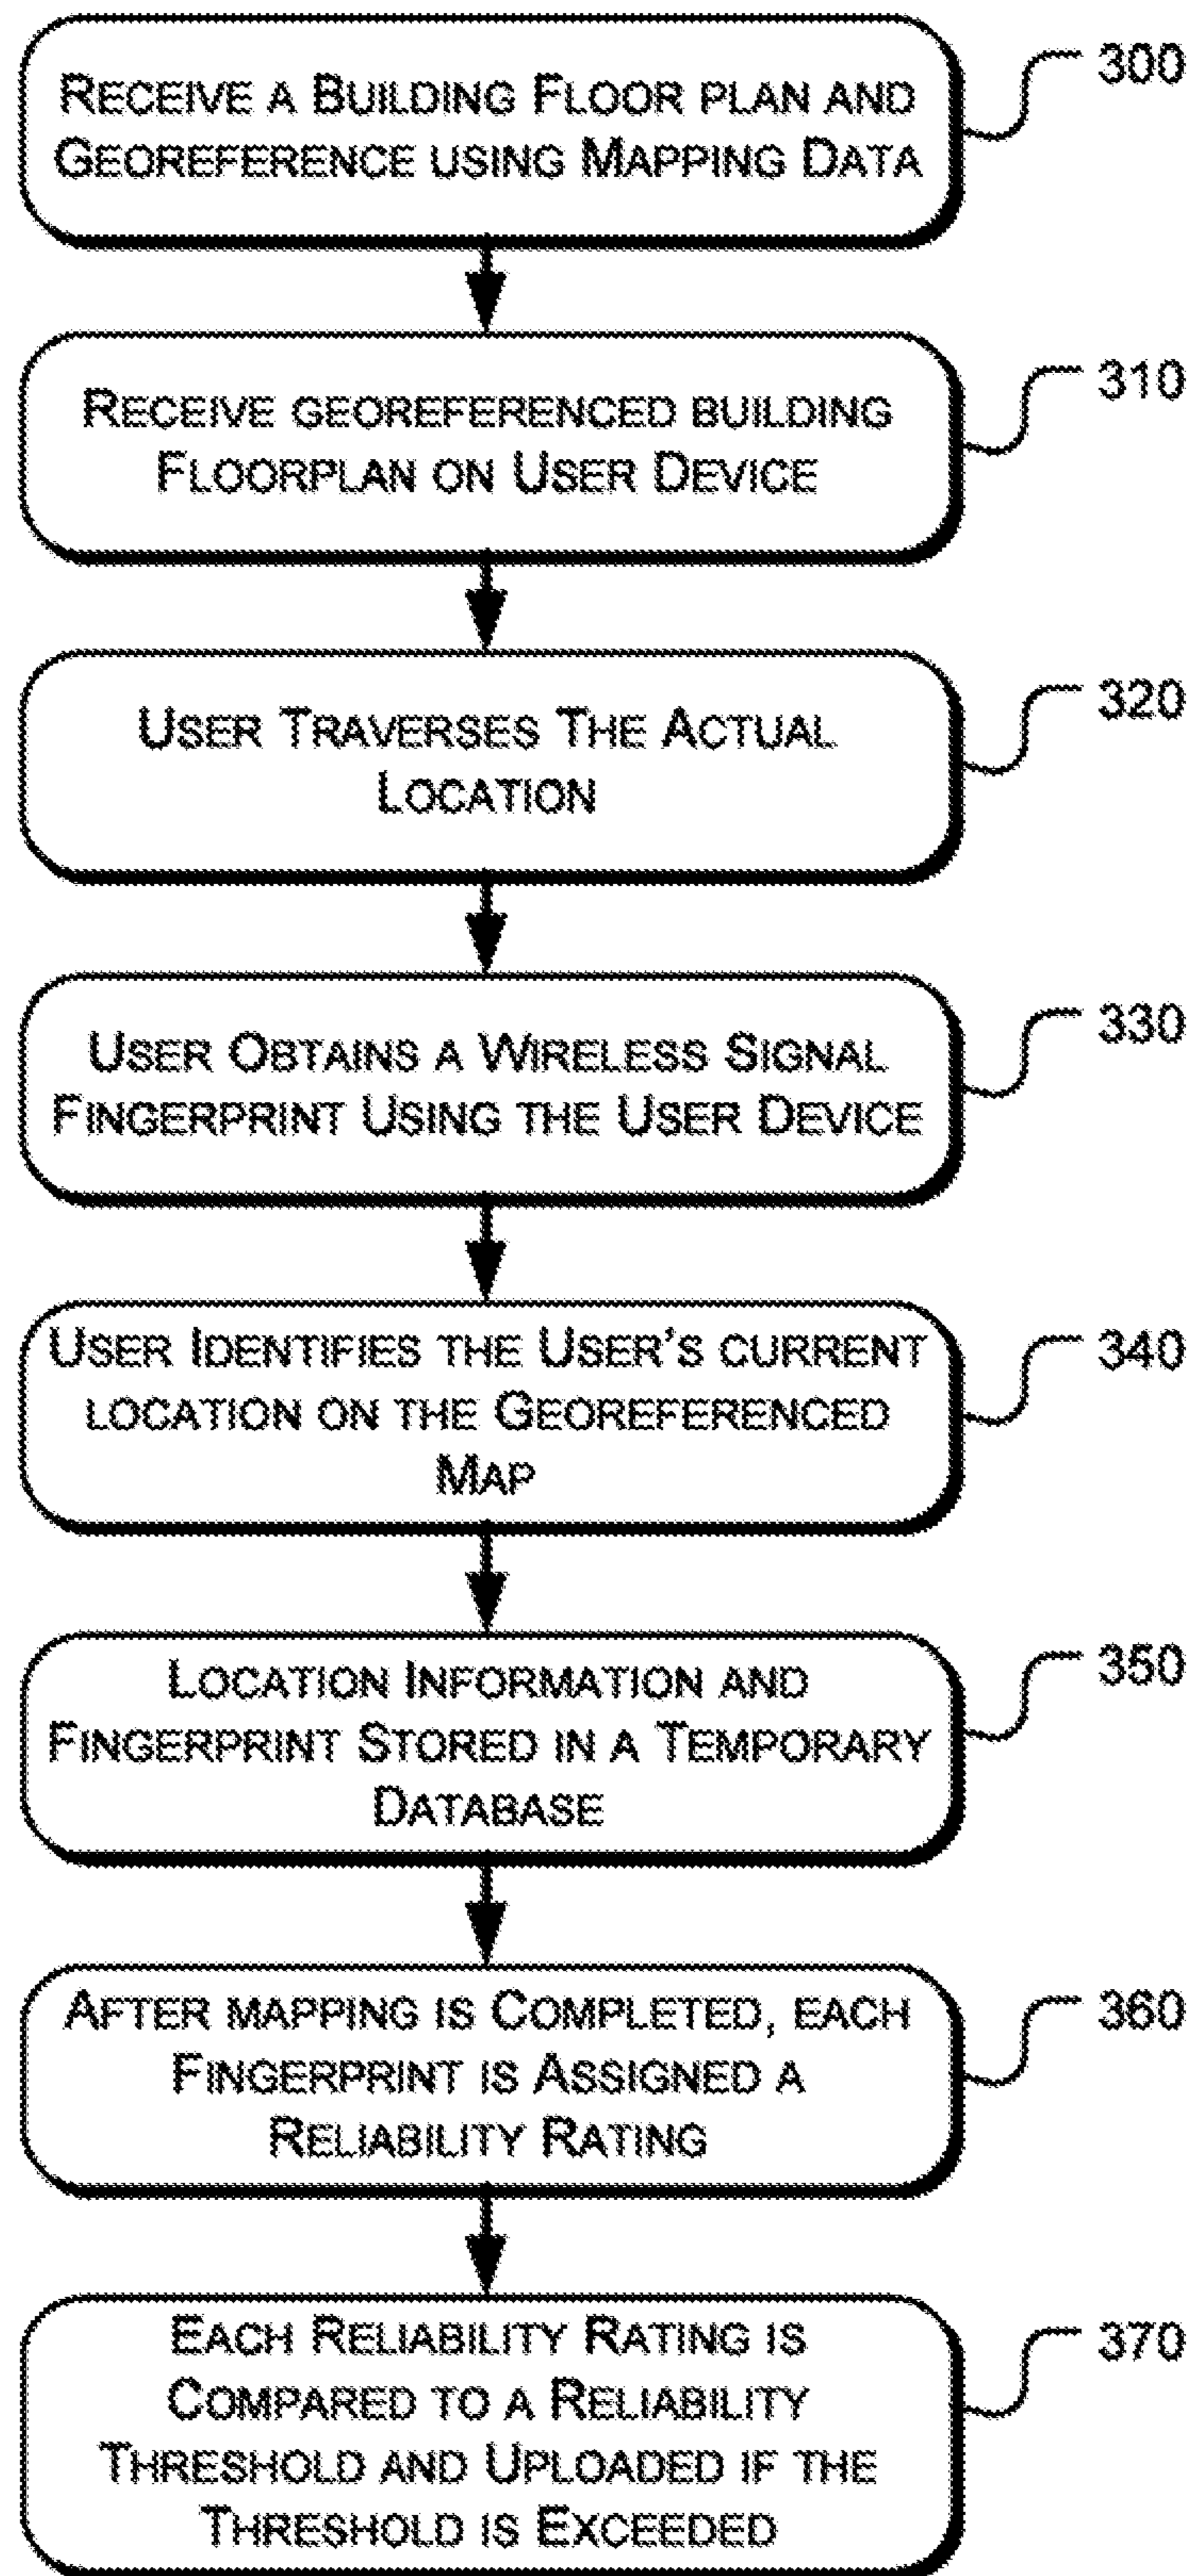 RECEIVE A BUILDING FLOOR PLAN AND
GEOREFERENCE USING MAPPING DATA
300
RECEIVE GEOREFERENCED BUILDING
FLOORPLAN ON USER DEVICE
310
USER TRAVERSES THE ACTUAL
LOCATION
320
USER OBTAINS A WIRELESS SIGNAL
FINGERPRINT USING THE USER DEVICE
330
USER IDENTIFIES THE USER'S CURRENT
LOCATION ON THE GEOREFERENCED
MAP
340
LOCATION INFORMATION AND
FINGERPRINT STORED IN A TEMPORARY
DATABASE
350
AFTER MAPPING IS COMPLETED, EACH
FINGERPRINT IS ASSIGNED A
RELIABILITY RATING
360
EACH RELIABILITY RATING IS
COMPARED TO A RELIABILITY
THRESHOLD AND UPLOADED IF THE
THRESHOLD IS EXCEEDED
370